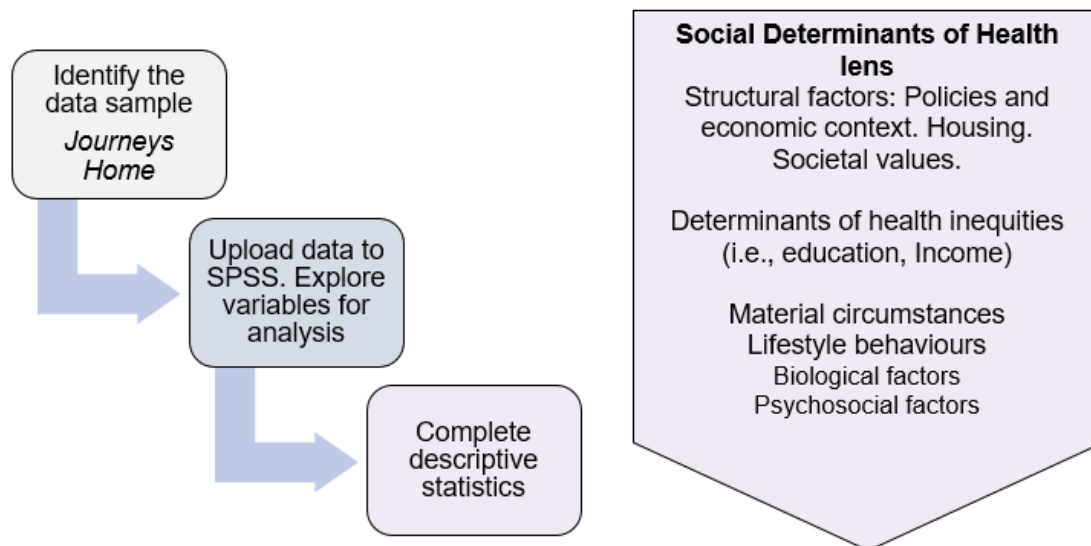 Identify the
data sample
Journeys
Home
Upload data to
SPSS. Explore
variables for
analysis
Complete
descriptive
statistics
Social Determinants of Health
lens
Structural factors: Policies and
economic context. Housing.
Societal values.
Determinants of health inequities
(i.e., education, Income)
Material circumstances
Lifestyle behaviours
Biological factors
Psychosocial factors